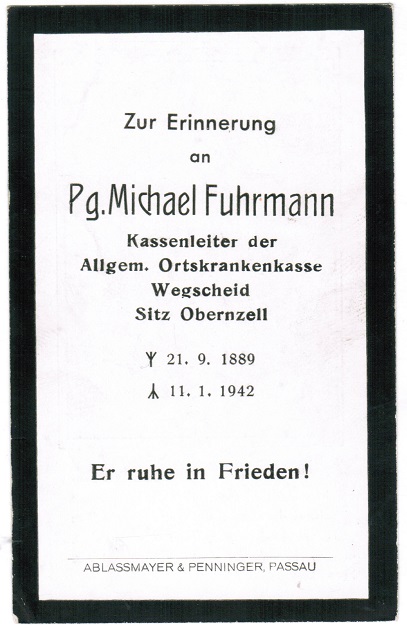 Zur Erinnerung
an
Pg. Michael Fuhrmann
Kassenleiter der
Allgem. Ortskrankenkasse
Wegscheid
Sitz Obernzell
ᛉ 21. 9. 1889
ᛦ 11. 1. 1942
Er ruhe in Frieden!
ABLASSMAYER & PENNINGER, PASSAU